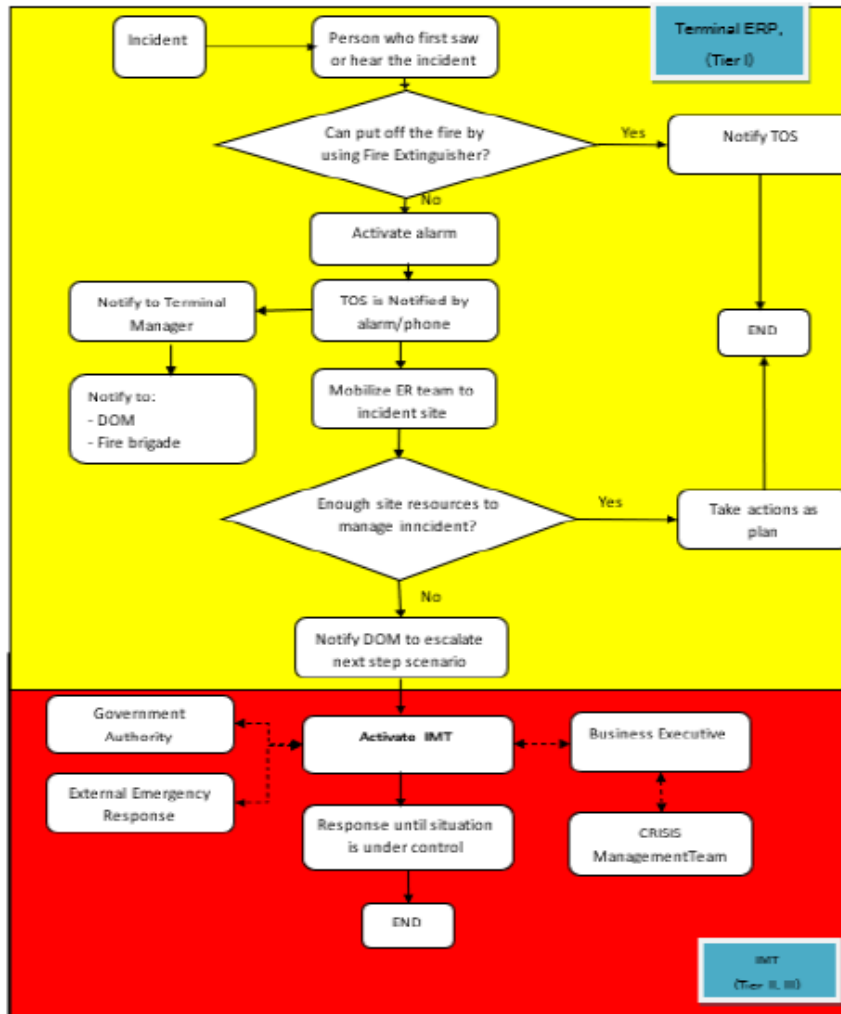 Incident
Person who first saw
or hear the incident
Terminal ERP,
(Tier I)
Can put off the fire by
using Fire Extinguisher?
Yes
Notify TOS
No
Activate alarm
Notify to Terminal
Manager
TOS is Notified by
alarm/phone
END
Notify to:
- DOM
- Fire brigade
Mobilize ER team to
incident site
Enough site resources to
manage inncident?
Yes
Take actions as
plan
No
Notify DOM to escalate
next step scenario
Government
Authority
Activate IMT
Business Executive
External Emergency
Response
Response until situation
is under control
CRISIS
ManagementTeam
END
IMT
(Tier II, III)